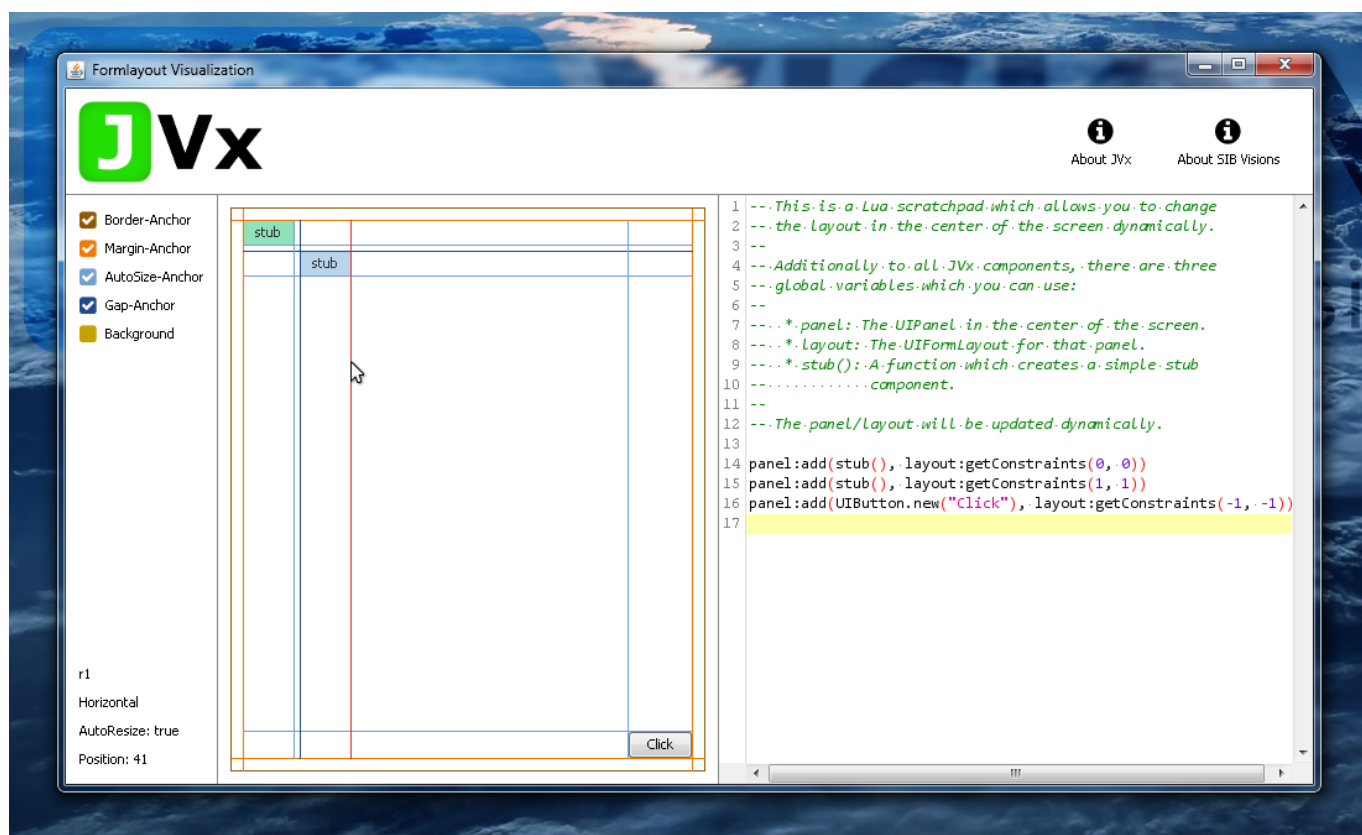 Formlayout Visualization
JVx
About JVx
About SIB Visions
Border-Anchor
Margin-Anchor
AutoSize-Anchor
Gap-Anchor
Background
r1
Horizontal
AutoResize: true
Position: 41
stub
stub
Click
1 --·This·is·a·Lua·scratchpad·which·allows·you·to·change
2 --·the·layout·in·the·center·of·the·screen·dynamically.
3 --
4 --·Additionally·to·all·JVx·components,·there·are·three
5 --·global·variables·which·you·can·use:
6 --
7 --··*·panel:·The·UIPanel·in·the·center·of·the·screen.
8 --··*·layout:·The·UIFormLayout·for·that·panel.
9 --··*·stub():·A·function·which·creates·a·simple·stub
10 --············component.
11 --
12 --·The·panel/layout·will·be·updated·dynamically.
13
14 panel:add(stub(),·layout:getConstraints(0,·0))
15 panel:add(stub(),·layout:getConstraints(1,·1))
16 panel:add(UIButton.new("Click"),·layout:getConstraints(-1,·-1))
17